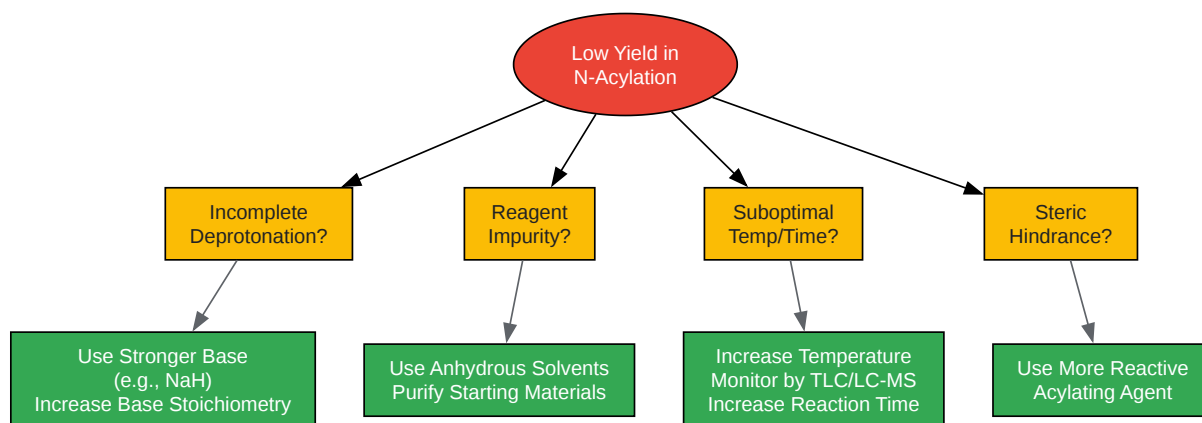 Low Yield in
N-Acylation
Incomplete
Deprotonation?
Reagent
Impurity?
Suboptimal
Temp/Time?
Steric
Hindrance?
Use Stronger Base
(e.g., NaH)
Increase Base Stoichiometry
Use Anhydrous Solvents
Purify Starting Materials
Increase Temperature
Monitor by TLC/LC-MS
Increase Reaction Time
Use More Reactive
Acylating Agent